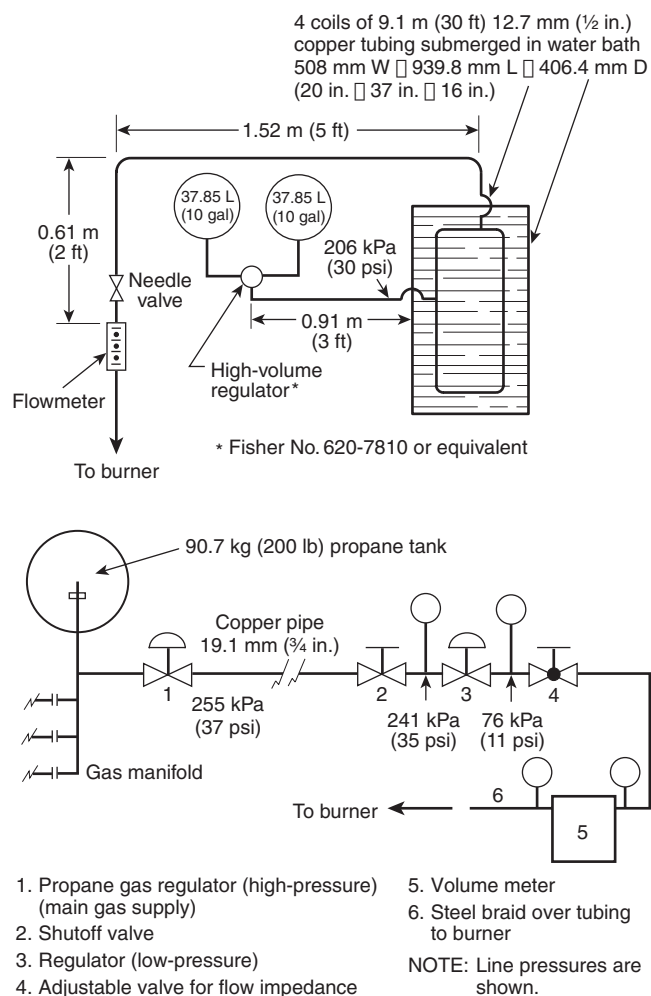 4 coils of 9.1 m (30 ft) 12.7 mm (½ in.)
copper tubing submerged in water bath
508 mm W ▯ 939.8 mm L ▯ 406.4 mm D
(20 in. ▯ 37 in. ▯ 16 in.)
1.52 m (5 ft)
37.85 L
(10 gal)
37.85 L
(10 gal)
0.61 m
(2 ft)
206 kPa
(30 psi)
Needle
valve
0.91 m
(3 ft)
High-volume
regulator*
Flowmeter
* Fisher No. 620-7810 or equivalent
To burner
90.7 kg (200 lb) propane tank
Copper pipe
19.1 mm (¾ in.)
1
2
3
4
255 kPa
(37 psi)
241 kPa
(35 psi)
76 kPa
(11 psi)
Gas manifold
To burner
6
5
1. Propane gas regulator (high-pressure)
(main gas supply)
2. Shutoff valve
3. Regulator (low-pressure)
4. Adjustable valve for flow impedance
5. Volume meter
6. Steel braid over tubing
to burner
NOTE: Line pressures are
shown.